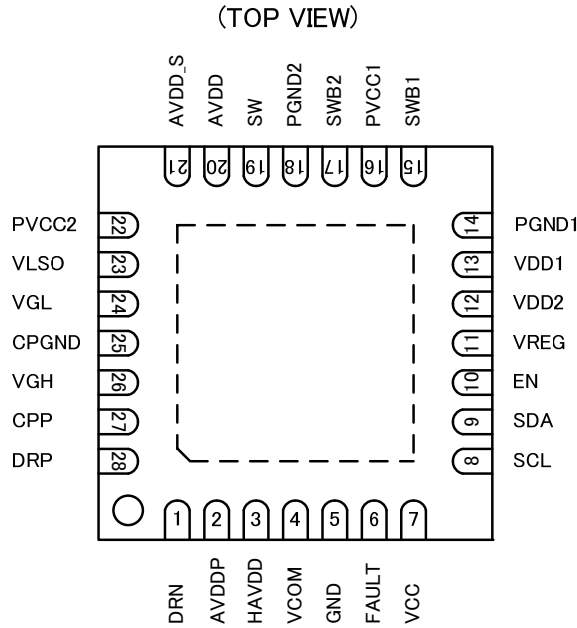 (TOP VIEW)
AVDD_S
AVDD
SW
PGND2
SWB2
PVCC1
SWB1
21
20
19
18
17
16
15
PVCC2
22
14
PGND1
VLSO
23
13
VDD1
VGL
24
12
VDD2
CPGND
25
11
VREG
VGH
26
10
EN
CPP
27
9
SDA
DRP
28
8
SCL
1
2
3
4
5
6
7
DRN
AVDDP
HAVDD
VCOM
GND
FAULT
VCC